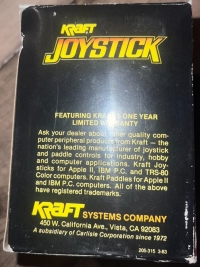 KRAFT
JOYSTICK
FEATURING KRAFT'S ONE YEAR
LIMITED WARRANTY
Ask your dealer about other quality com-
puter peripheral products from Kraft — the
nation's leading manufacturer of joystick
and paddle controls for industry, hobby
and computer applications. Kraft Joy-
sticks for Apple II, IBM P.C. and TRS-80
Color computers. Kraft Paddles for Apple II
and IBM P.C. computers. All of the above
have registered trademarks.
KRAFT SYSTEMS COMPANY
450 W. California Ave., Vista, CA 92083
A subsidiary of Carlisle Corporation since 1972
205-315 3-83